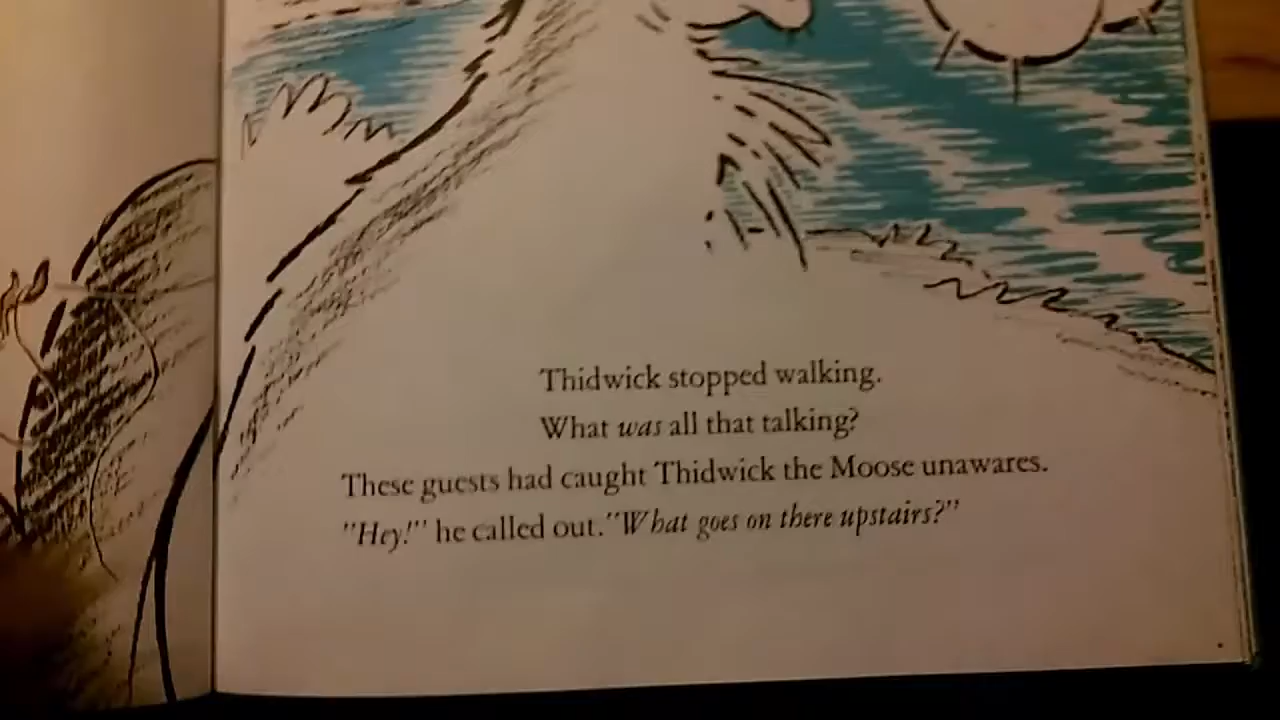 Thidwick stopped walking.
What was all that talking?
These guests had caught Thidwick the Moose unawares.
"Hey!" he called out. "What goes on there upstairs?"